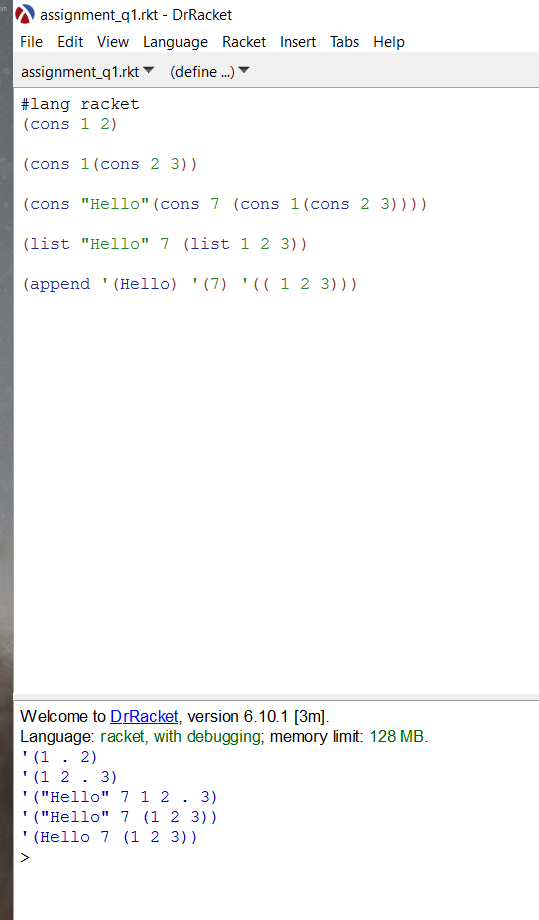 assignment_q1.rkt - DrRacket
File Edit View Language Racket Insert Tabs Help
assignment_q1.rkt (define ...)
#lang racket
(cons 1 2)
(cons 1(cons 2 3))
(cons "Hello"(cons 7 (cons 1(cons 2 3))))
(list "Hello" 7 (list 1 2 3))
(append '(Hello) '(7) '(( 1 2 3)))
Welcome to DrRacket, version 6.10.1 [3m].
Language: racket, with debugging; memory limit: 128 MB.
'(1 . 2)
'(1 2 . 3)
'("Hello" 7 1 2 . 3)
'("Hello" 7 (1 2 3))
'(Hello 7 (1 2 3))
>